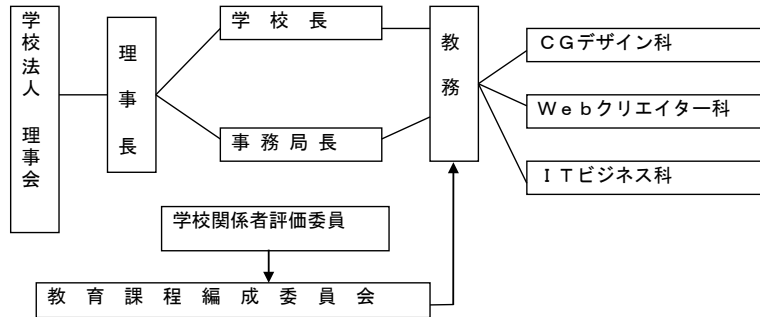 学校法人　理事会
理事長
学　校　長
事 務 局 長
教務
ＣＧデザイン科
Ｗｅｂクリエイター科
ＩＴビジネス科
学校関係者評価委員
教　育　課　程　編　成　委　員　会